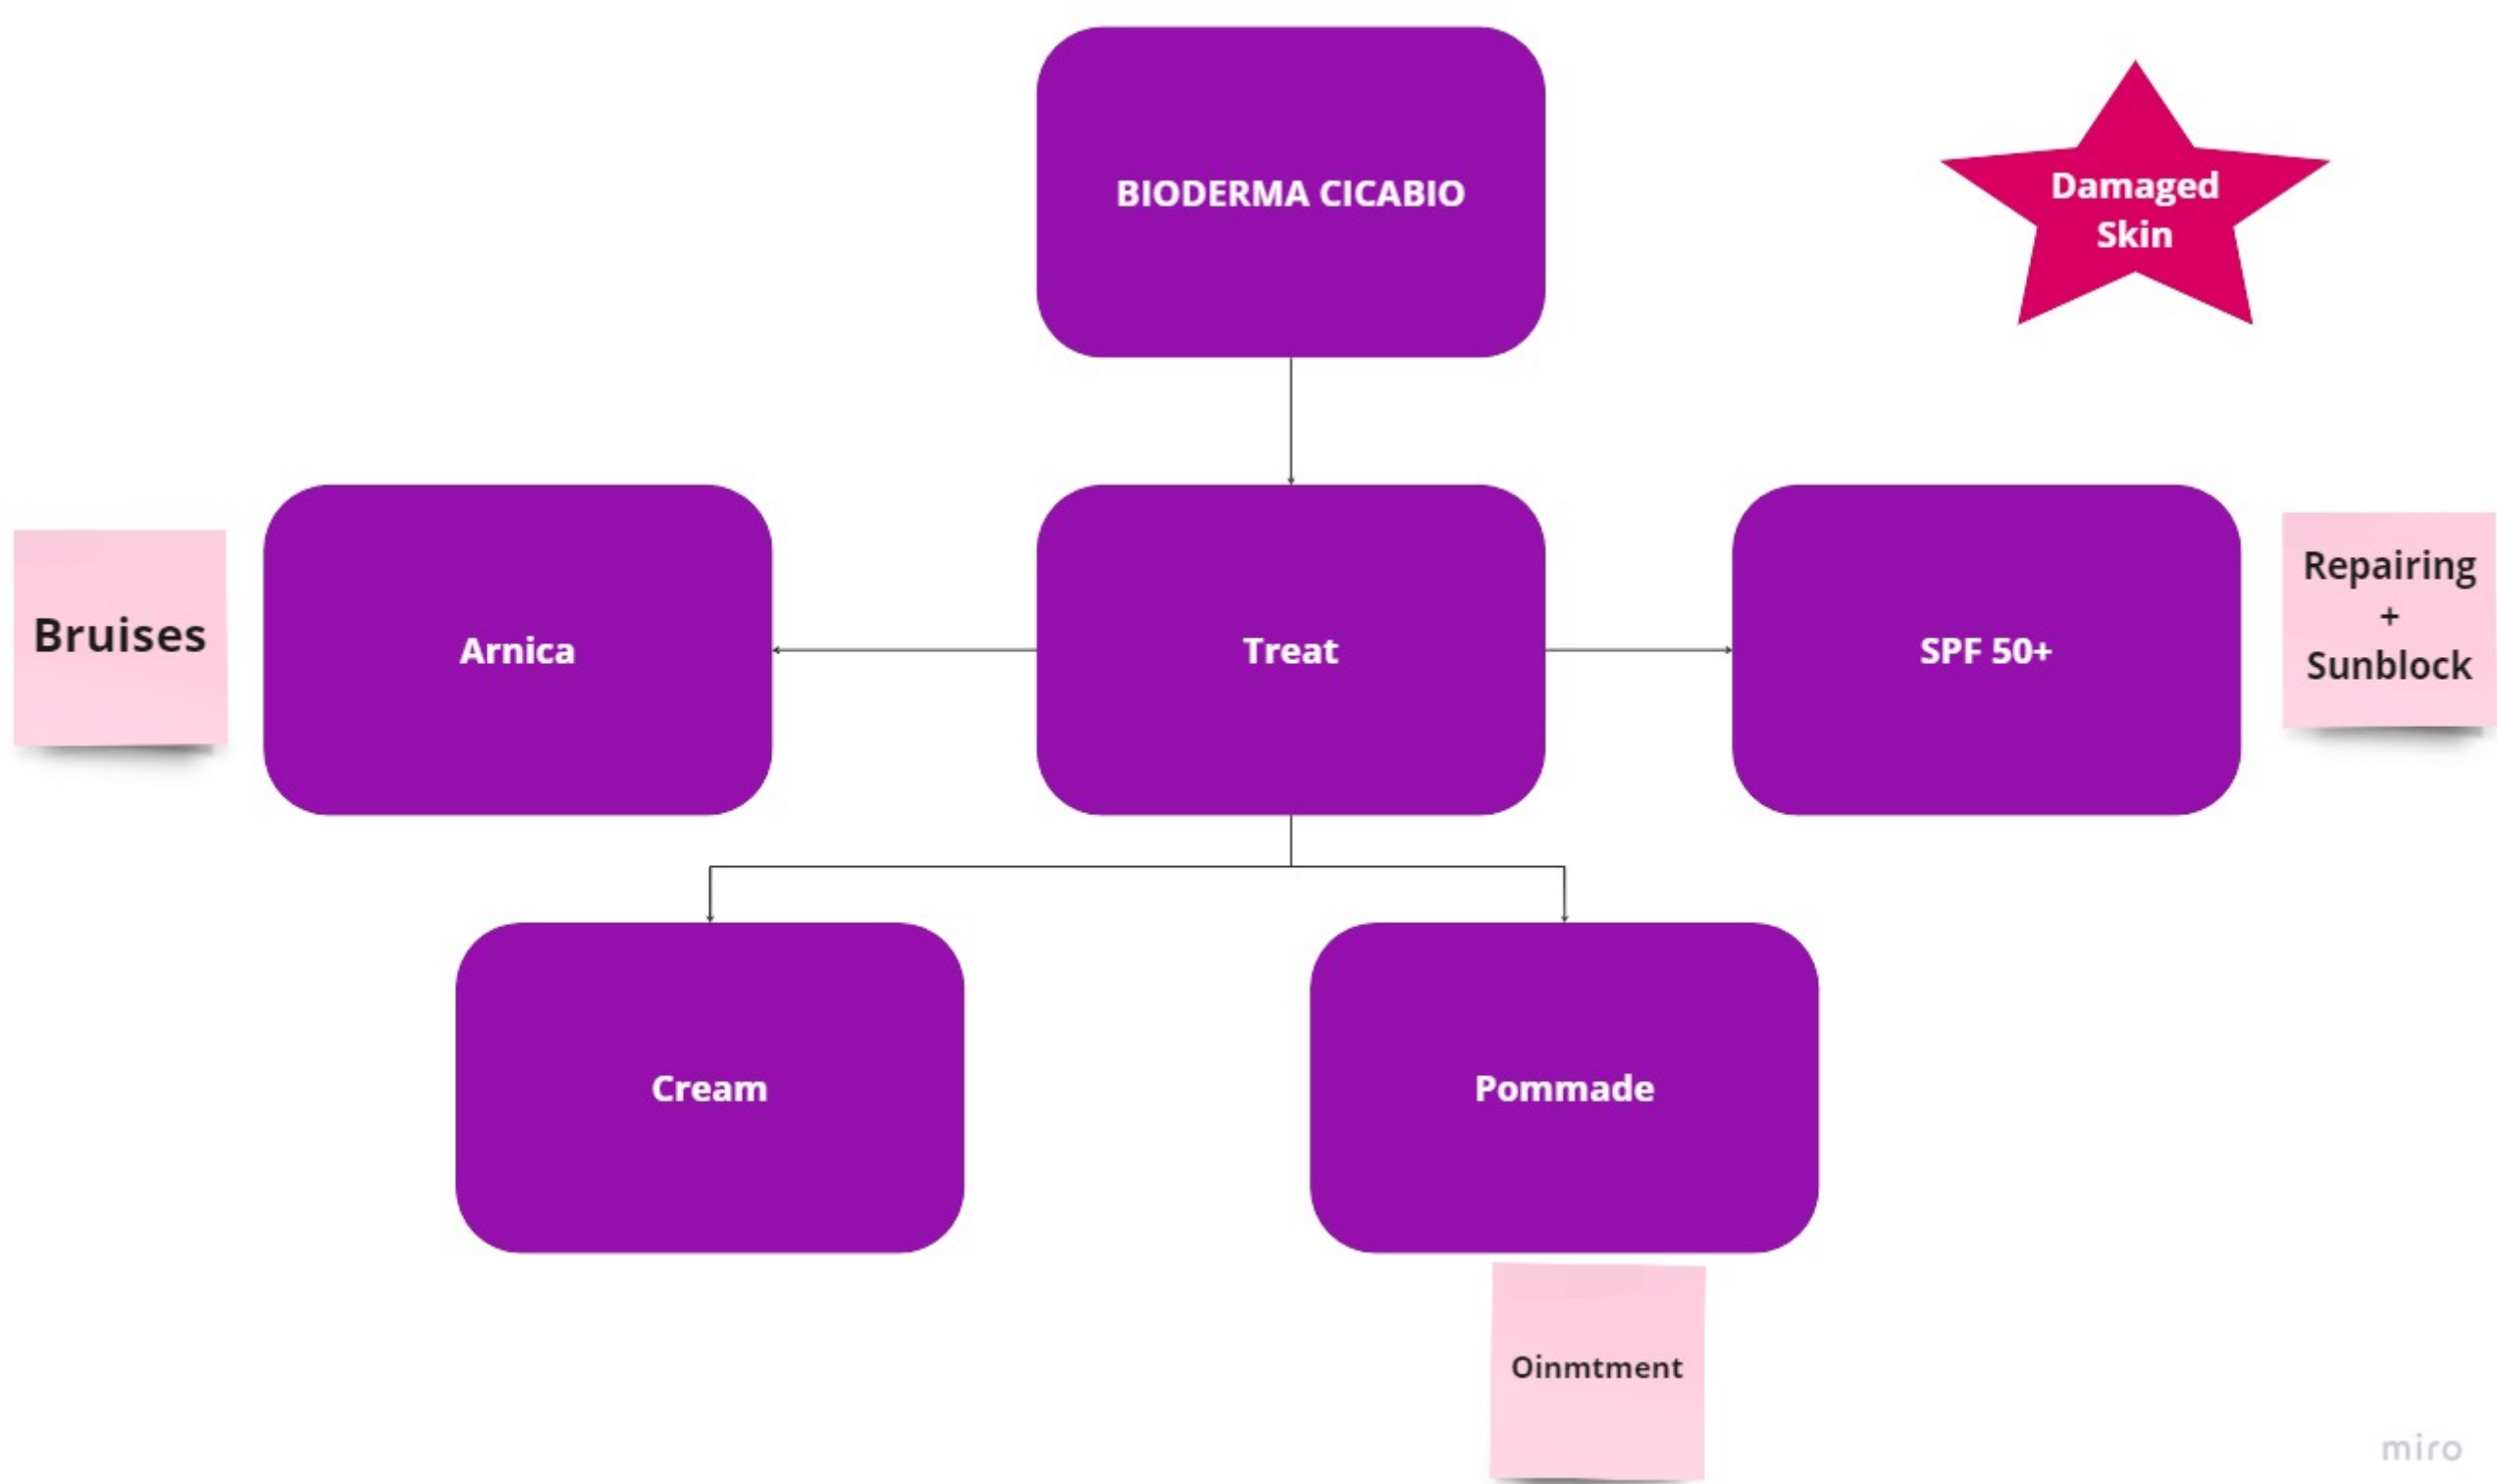 BIODERMA CICABIO
Damaged
Skin
Bruises
Arnica
Treat
SPF 50+
Repairing
+
Sunblock
Cream
Pommade
Oinmtment
miro